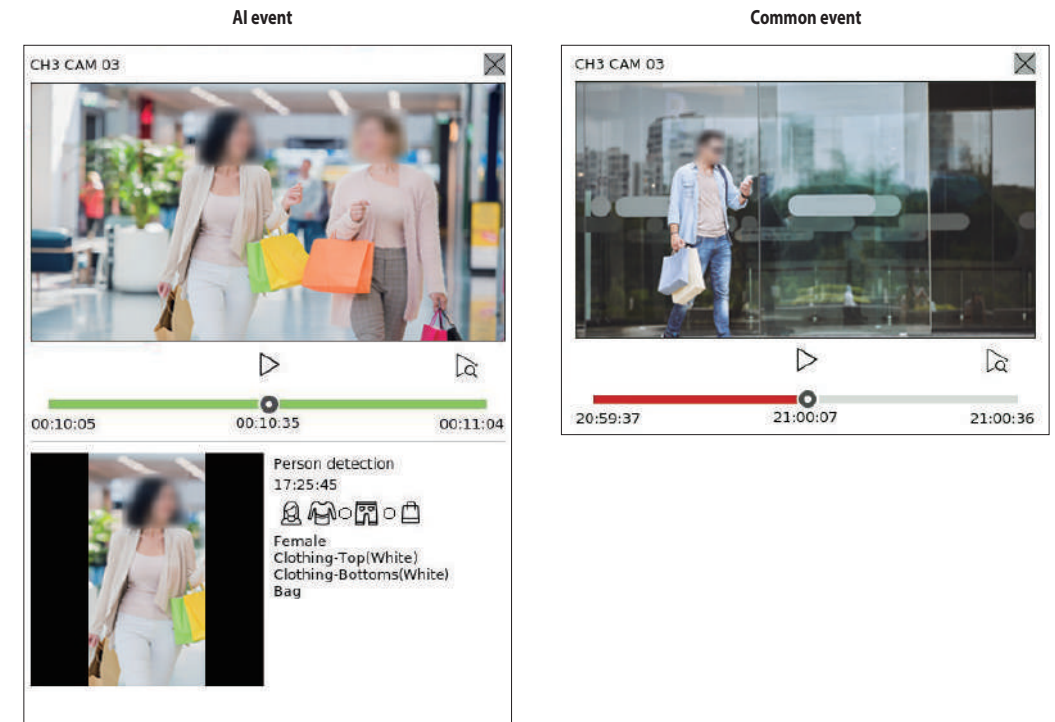 AI event
CH3 CAM 03
00:10:05 00:10:35 00:11:04
Person detection
17:25:45
Female
Clothing-Top(White)
Clothing-Bottoms(White)
Bag
Common event
CH3 CAM 03
20:59:37 21:00:07 21:00:36